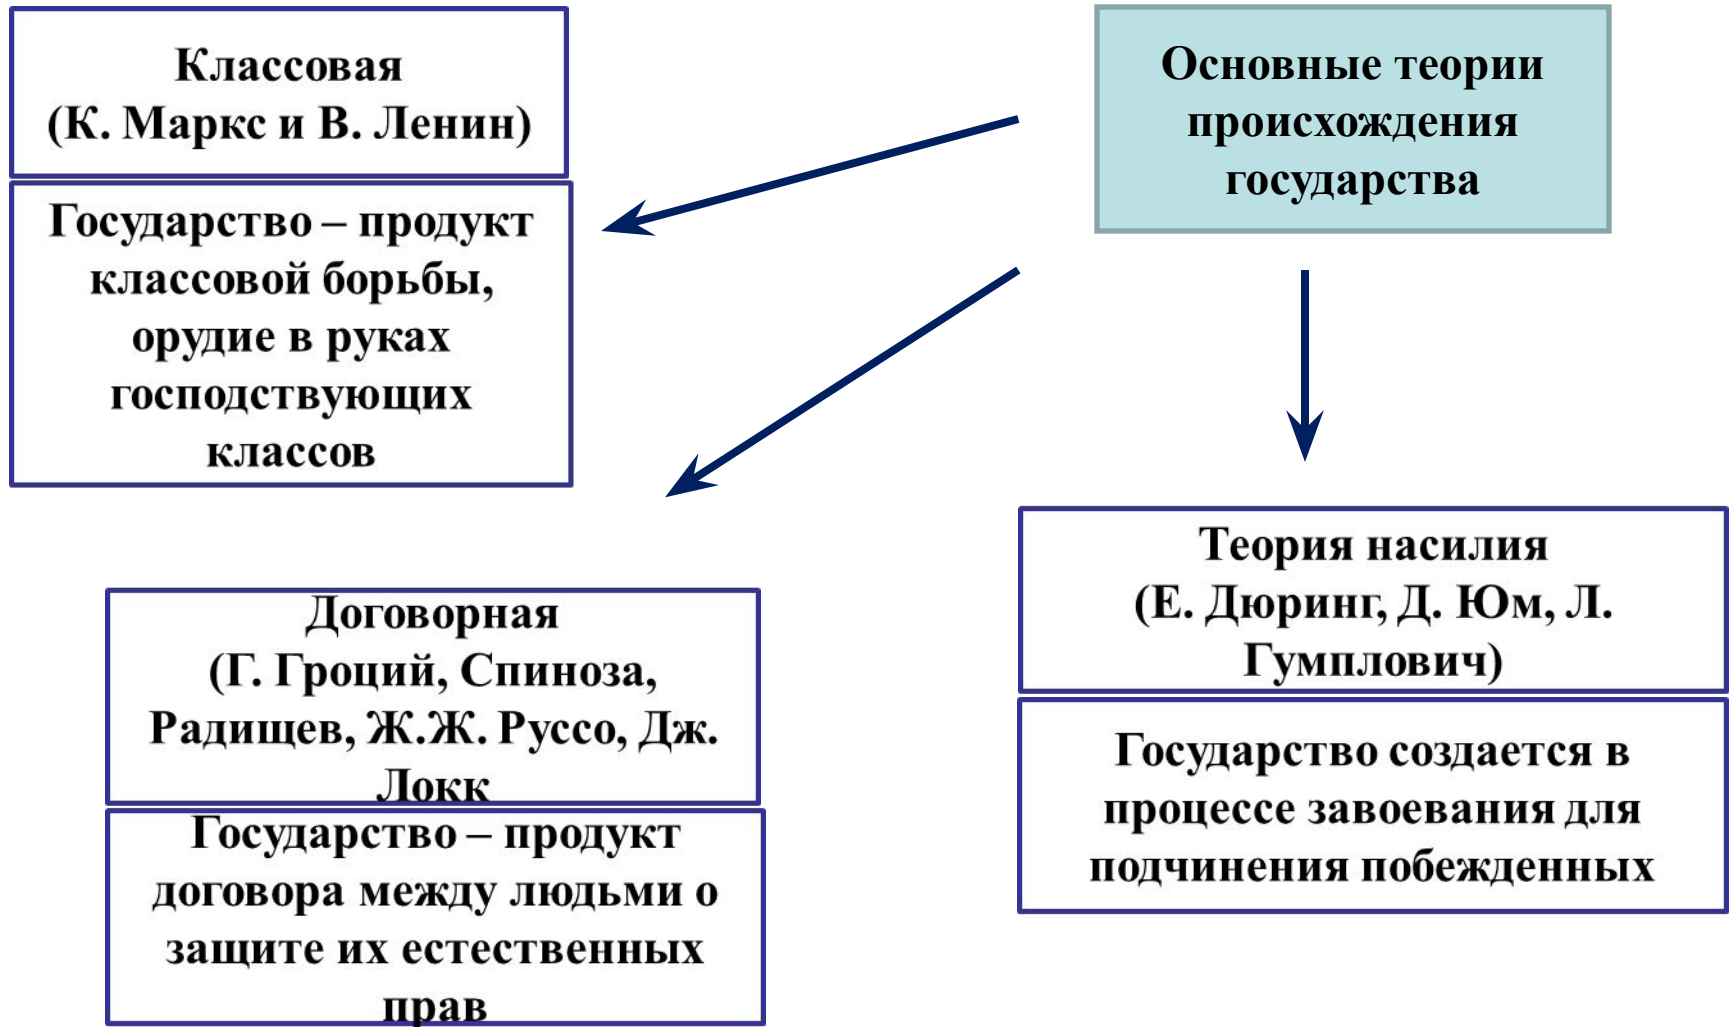 Основные теории
происхождения
государства
Классовая
(К. Маркс и В. Ленин)
Государство – продукт
классовой борьбы,
орудие в руках
господствующих
классов
Договорная
(Г. Гроций, Спиноза,
Радищев, Ж.Ж. Руссо, Дж.
Локк
Государство – продукт
договора между людьми о
защите их естественных
прав
Теория насилия
(Е. Дюринг, Д. Юм, Л.
Гумплович)
Государство создается в
процессе завоевания для
подчинения побежденных